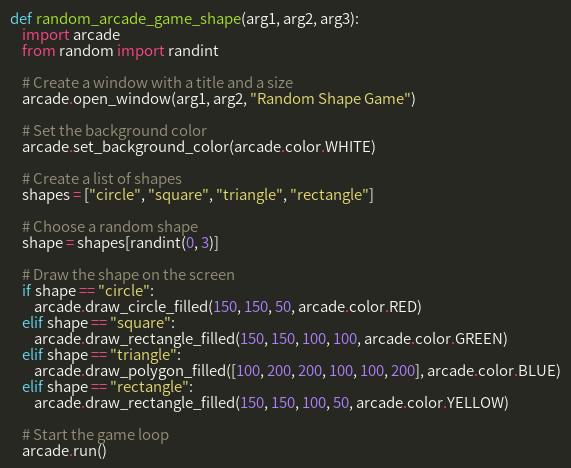 def random_arcade_game_shape(arg1, arg2, arg3):
import arcade
from random import randint
# Create a window with a title and a size
arcade.open_window(arg1, arg2, "Random Shape Game")
# Set the background color
arcade.set_background_color(arcade.color.WHITE)
# Create a list of shapes
shapes = ["circle", "square", "triangle", "rectangle"]
# Choose a random shape
shape = shapes[randint(0, 3)]
# Draw the shape on the screen
if shape == "circle":
arcade.draw_circle_filled(150, 150, 50, arcade.color.RED)
elif shape == "square":
arcade.draw_rectangle_filled(150, 150, 100, 100, arcade.color.GREEN)
elif shape == "triangle":
arcade.draw_polygon_filled([100, 200, 200, 100, 100, 200], arcade.color.BLUE)
elif shape == "rectangle":
arcade.draw_rectangle_filled(150, 150, 100, 50, arcade.color.YELLOW)
# Start the game loop
arcade.run()